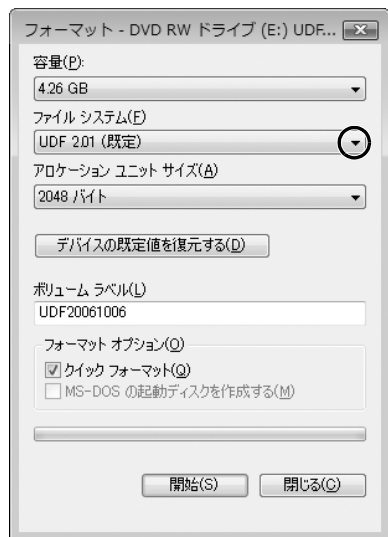 フォーマット - DVD RW ドライブ (E:) UDF...
容量(P):
4.26 GB
ファイル システム(F)
UDF 2.01 (既定)
アロケーション ユニット サイズ(A)
2048 バイト
デバイスの既定値を復元する(D)
ボリューム ラベル(L)
UDF20061006
フォーマット オプション(O)
クイック フォーマット(Q)
MS-DOS の起動ディスクを作成する(M)
開始(S)
閉じる(C)